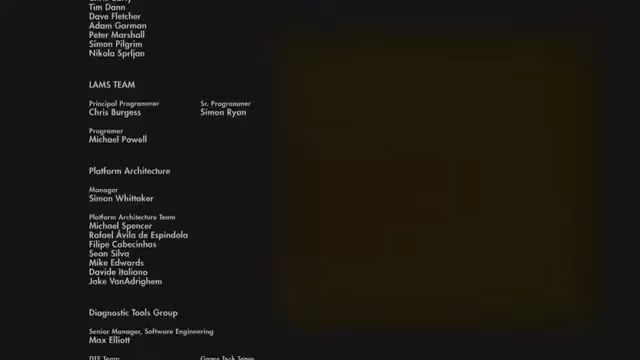 Tim Dann
Dave Fletcher
Adam Garman
Peter Marshall
Simon Pilgrim
Nikola Sprljan
LAMS TEAM
Principal Programmer Sr. Programmer
Chris Burgess Simon Ryan
Programer
Michael Powell
Platform Architecture
Manager
Simon Whittaker
Platform Architecture Team
Michael Spencer
Rafael Ávila de Espindola
Filipe Cabecinhas
Sean Silva
Mike Edwards
Davide Italiano
Jake VanAdrighem
Diagnostic Tools Group
Senior Manager, Software Engineering
Max Elliott